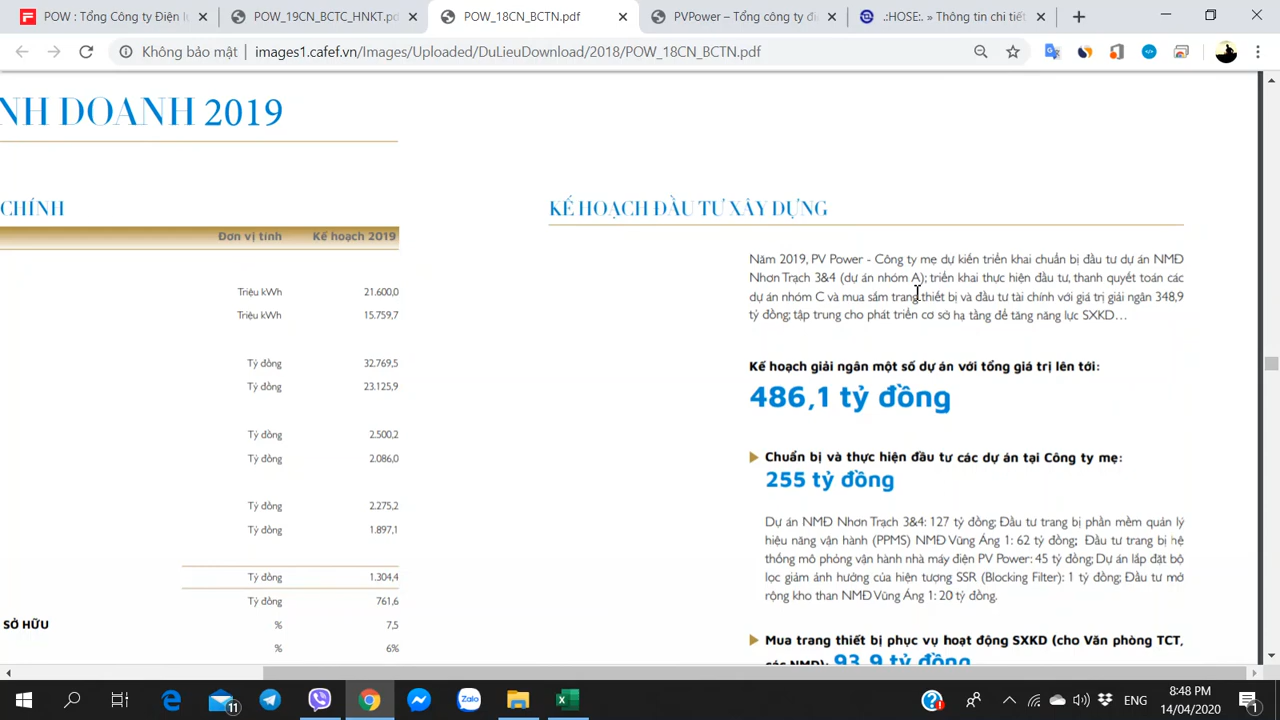 POW : Tổng Công ty Điện l
POW_19CN_BCTC_HNKT.p
POW_18CN_BCTN.pdf
PVPower – Tổng công ty đi
.:HOSE:. » Thông tin chi tiết
Không bảo mật
images1.cafef.vn/Images/Uploaded/DuLieuDownload/2018/POW_18CN_BCTN.pdf
NH DOANH 2019
CHÍNH
KẾ HOẠCH ĐẦU TƯ XÂY DỰNG
Đơn vị tính Kế hoạch 2019
Triệu kWh 21.600,0
Triệu kWh 15.759,7
Tỷ đồng 32.769,5
Tỷ đồng 23.125,9
Tỷ đồng 2.500,2
Tỷ đồng 2.086,0
Tỷ đồng 2.275,2
Tỷ đồng 1.897,1
Tỷ đồng 1.304,4
Tỷ đồng 761,6
SỞ HỮU % 7,5
% 6%
Năm 2019, PV Power - Công ty mẹ dự kiến triển khai chuẩn bị đầu tư dự án NMĐ
Nhơn Trạch 3&4 (dự án nhóm A); triển khai thực hiện đầu tư, thanh quyết toán các
dự án nhóm C và mua sắm trang thiết bị và đầu tư tài chính với giá trị giải ngân 348,9
tỷ đồng; tập trung cho phát triển cơ sở hạ tầng để tăng năng lực SXKD...
Kế hoạch giải ngân một số dự án với tổng giá trị lên tới:
486,1 tỷ đồng
Chuẩn bị và thực hiện đầu tư các dự án tại Công ty mẹ:
255 tỷ đồng
Dự án NMĐ Nhơn Trạch 3&4: 127 tỷ đồng; Đầu tư trang bị phần mềm quản lý
hiệu năng vận hành (PPMS) NMĐ Vũng Áng 1: 62 tỷ đồng; Đầu tư trang bị hệ
thống mô phỏng vận hành nhà máy điện PV Power: 45 tỷ đồng; Dự án lắp đặt bộ
lọc giảm ảnh hưởng của hiện tượng SSR (Blocking Filter): 1 tỷ đồng; Đầu tư mở
rộng kho than NMĐ Vũng Áng 1: 20 tỷ đồng.
Mua trang thiết bị phục vụ hoạt động SXKD (cho Văn phòng TCT,
các NMĐ): 93,9 tỷ đồng
11
Zalo
ENG
8:48 PM
14/04/2020
1